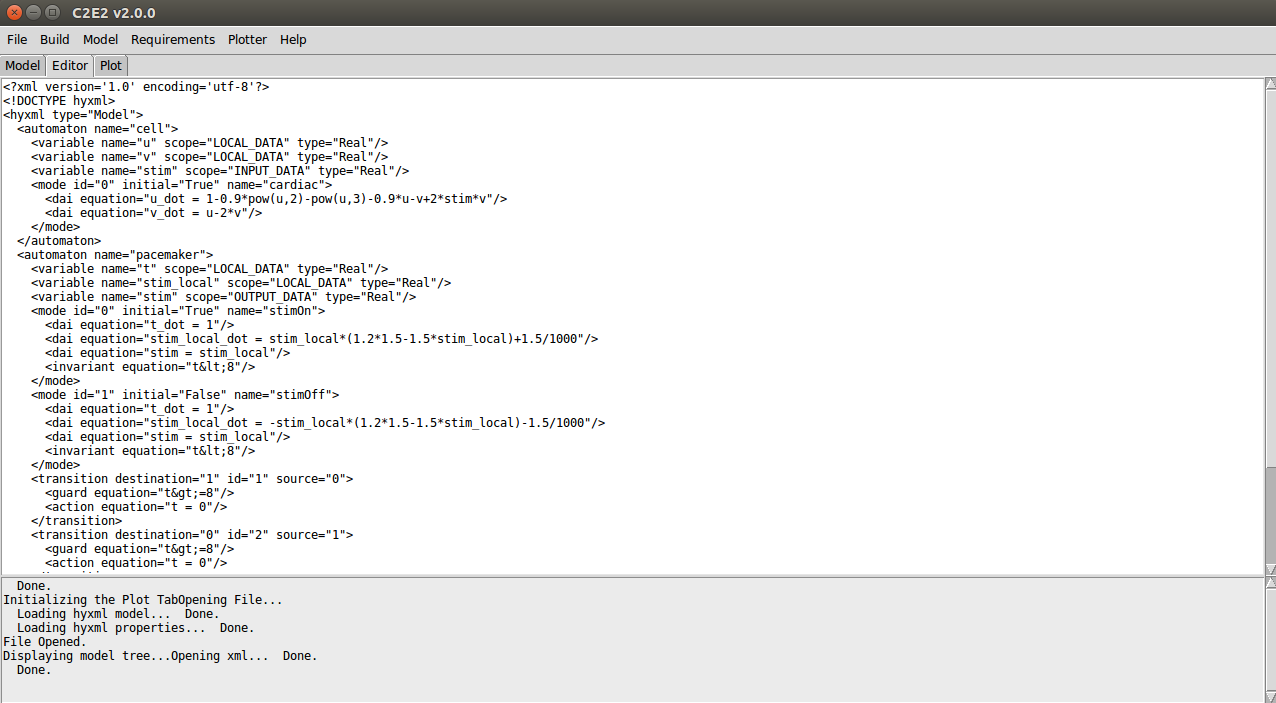 C2E2 v2.0.0
File Build Model Requirements Plotter Help
Model Editor Plot
<?xml version='1.0' encoding='utf-8'?>
<!DOCTYPE hyxml>
<hyxml type="Model">
  <automaton name="cell">
    <variable name="u" scope="LOCAL_DATA" type="Real"/>
    <variable name="v" scope="LOCAL_DATA" type="Real"/>
    <variable name="stim" scope="INPUT_DATA" type="Real"/>
    <mode id="0" initial="True" name="cardiac">
      <dai equation="u_dot = 1-0.9*pow(u,2)-pow(u,3)-0.9*u-v+2*stim*v"/>
      <dai equation="v_dot = u-2*v"/>
    </mode>
  </automaton>
  <automaton name="pacemaker">
    <variable name="t" scope="LOCAL_DATA" type="Real"/>
    <variable name="stim_local" scope="LOCAL_DATA" type="Real"/>
    <variable name="stim" scope="OUTPUT_DATA" type="Real"/>
    <mode id="0" initial="True" name="stimOn">
      <dai equation="t_dot = 1"/>
      <dai equation="stim_local_dot = stim_local*(1.2*1.5-1.5*stim_local)+1.5/1000"/>
      <dai equation="stim = stim_local"/>
      <invariant equation="t&lt;8"/>
    </mode>
    <mode id="1" initial="False" name="stimOff">
      <dai equation="t_dot = 1"/>
      <dai equation="stim_local_dot = -stim_local*(1.2*1.5-1.5*stim_local)-1.5/1000"/>
      <dai equation="stim = stim_local"/>
      <invariant equation="t&lt;8"/>
    </mode>
    <transition destination="1" id="1" source="0">
      <guard equation="t&gt;=8"/>
      <action equation="t = 0"/>
    </transition>
    <transition destination="0" id="2" source="1">
      <guard equation="t&gt;=8"/>
      <action equation="t = 0"/>
  Done.
Initializing the Plot TabOpening File...
  Loading hyxml model...  Done.
  Loading hyxml properties...  Done.
File Opened.
Displaying model tree...Opening xml...  Done.
  Done.